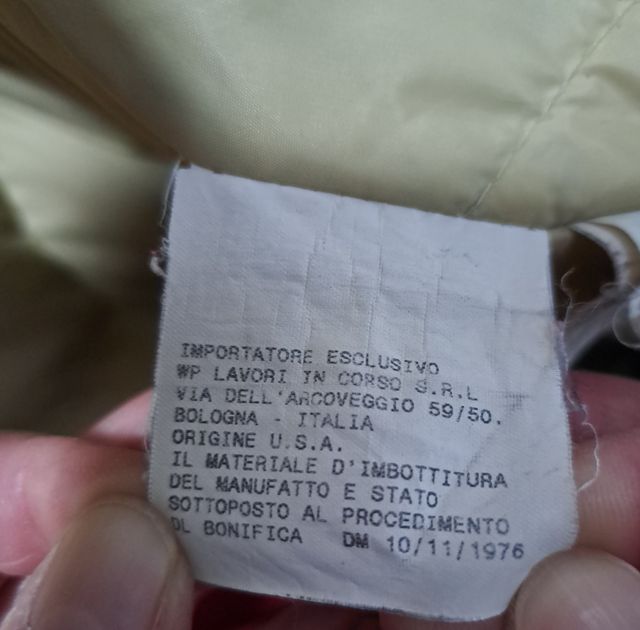 IMPORTATORE ESCLUSIVO
WP LAVORI IN CORSO S.R.L
VIA DELL'ARCOVEGGIO 59/50.
BOLOGNA - ITALIA
ORIGINE U.S.A.
IL MATERIALE D'IMBOTTITURA
DEL MANUFATTO E STATO
SOTTOPOSTO AL PROCEDIMENTO
DL BONIFICA DM 10/11/1976